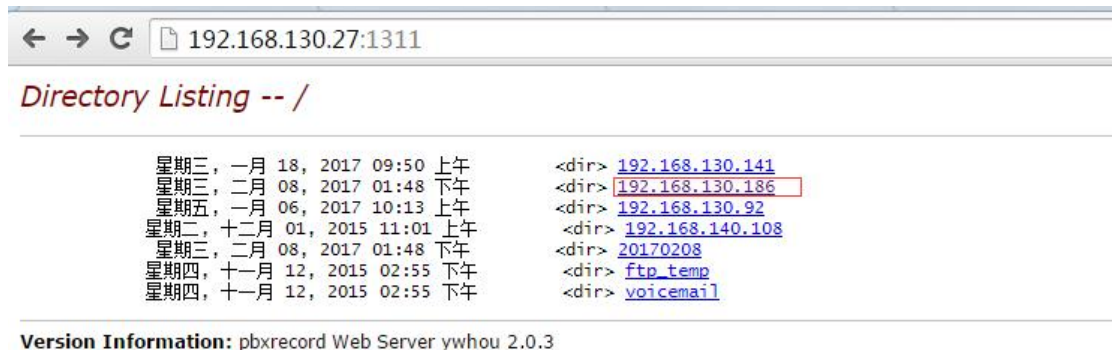 192.168.130.27:1311
Directory Listing -- /
星期三, 一月 18, 2017 09:50 上午 <dir> 192.168.130.141
星期三, 二月 08, 2017 01:48 下午 <dir> 192.168.130.186
星期五, 一月 06, 2017 10:13 上午 <dir> 192.168.130.92
星期二, 十二月 01, 2015 11:01 上午 <dir> 192.168.140.108
星期三, 二月 08, 2017 01:48 下午 <dir> 20170208
星期四, 十一月 12, 2015 02:55 下午 <dir> ftp_temp
星期四, 十一月 12, 2015 02:55 下午 <dir> voicemail
Version Information: pbxrecord Web Server ywhou 2.0.3